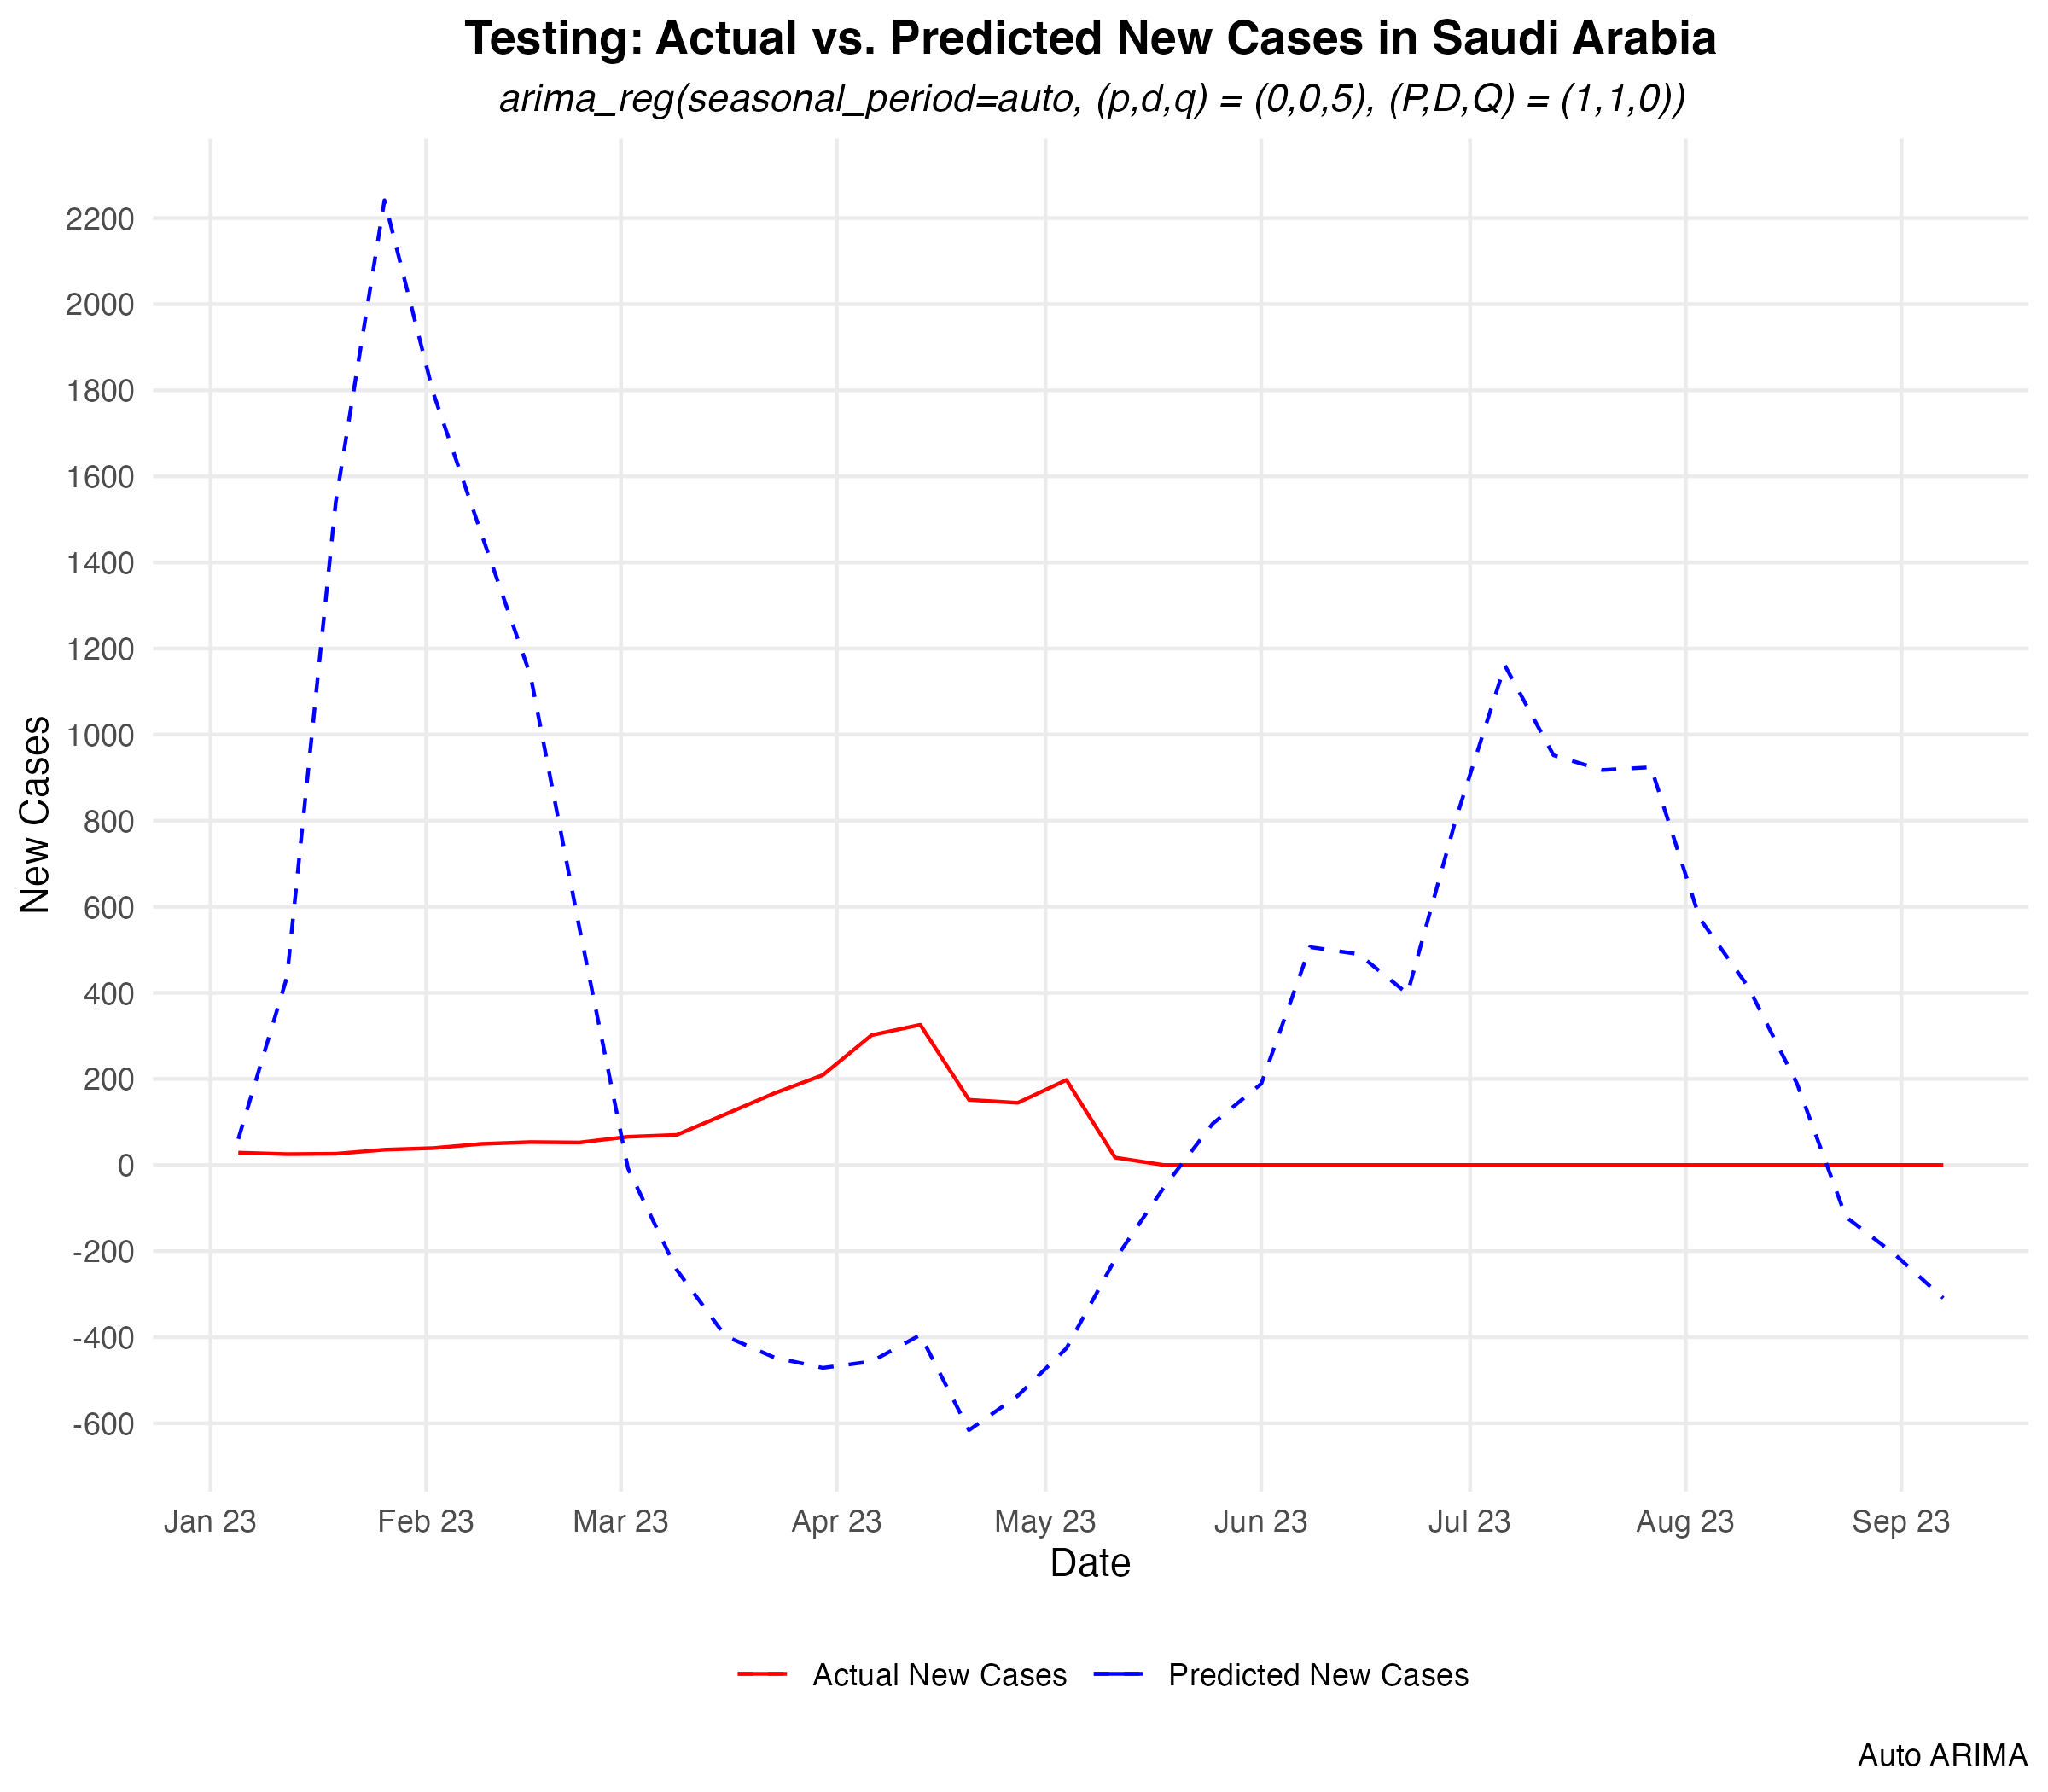 Testing: Actual vs. Predicted New Cases in Saudi Arabia
arima_reg(seasonal_period=auto, (p,d,q) = (0,0,5), (P,D,Q) = (1,1,0))
New Cases
2200
2000
1800
1600
1400
1200
1000
800
600
400
200
0
-200
-400
-600
Jan 23 Feb 23 Mar 23 Apr 23 May 23 Jun 23 Jul 23 Aug 23 Sep 23
Date
Actual New Cases Predicted New Cases
Auto ARIMA